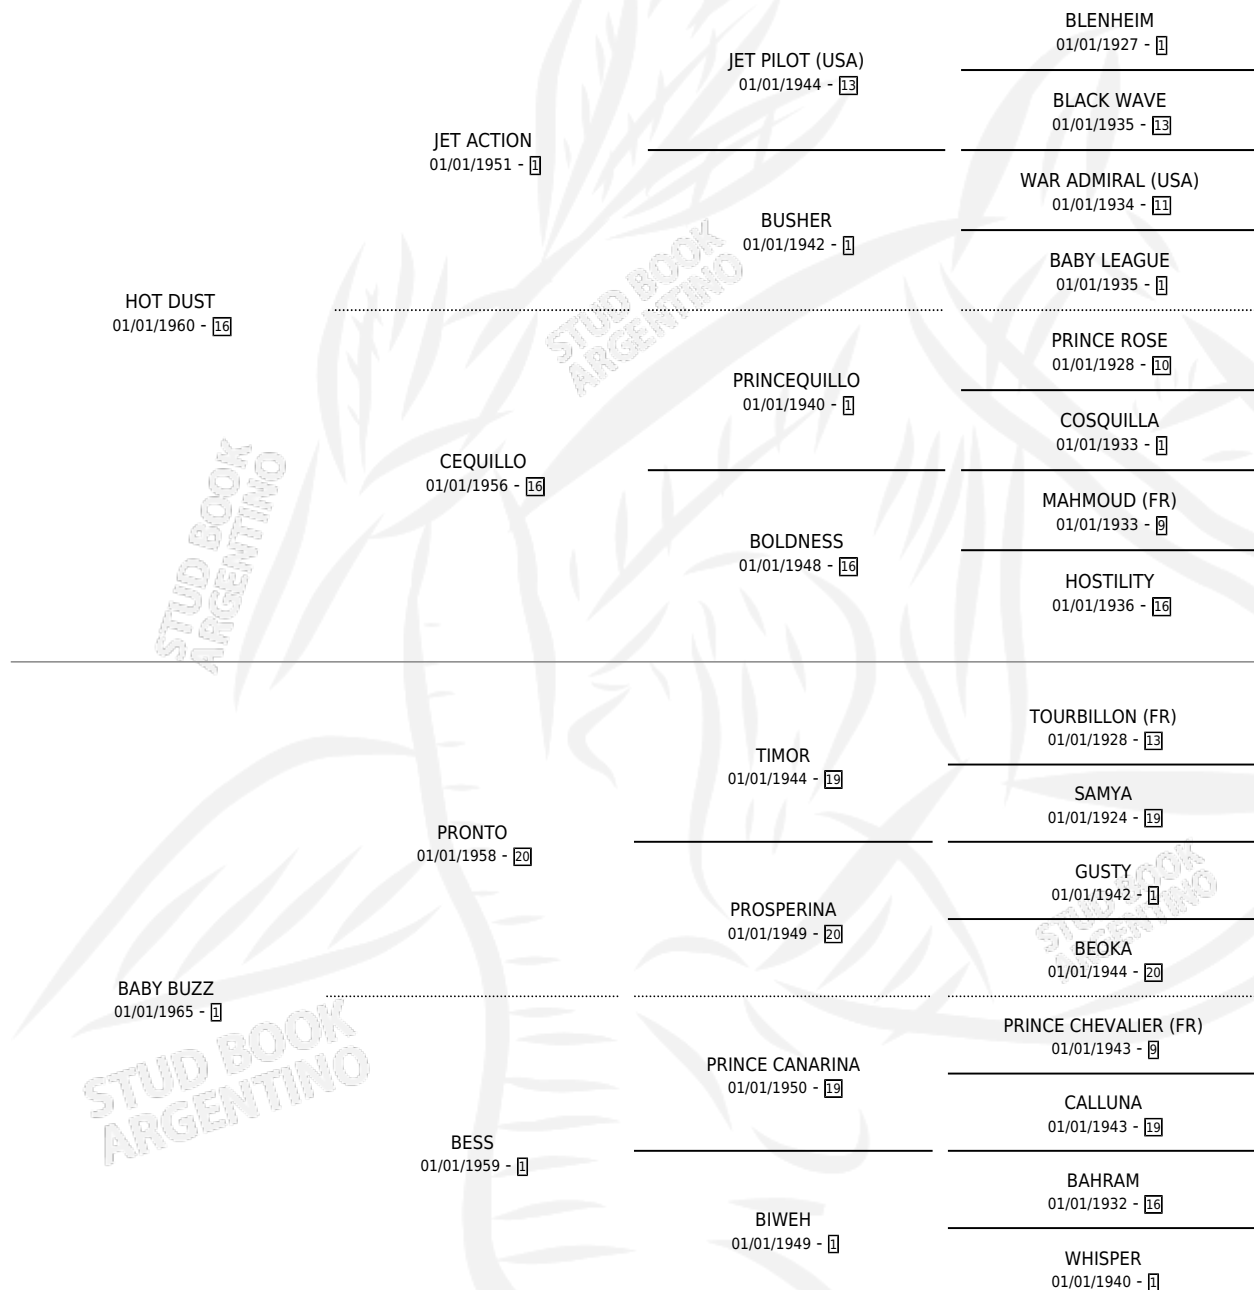 BLENHEIM
01/01/1927 - 1
JET PILOT (USA)
01/01/1944 - 13
BLACK WAVE
01/01/1935 - 13
JET ACTION
01/01/1951 - 1
WAR ADMIRAL (USA)
01/01/1934 - 11
BUSHER
01/01/1942 - 1
BABY LEAGUE
01/01/1935 - 1
HOT DUST
01/01/1960 - 16
PRINCE ROSE
01/01/1928 - 10
PRINCEQUILLO
01/01/1940 - 1
COSQUILLA
01/01/1933 - 1
CEQUILLO
01/01/1956 - 16
MAHMOUD (FR)
01/01/1933 - 9
BOLDNESS
01/01/1948 - 16
HOSTILITY
01/01/1936 - 16
TOURBILLON (FR)
01/01/1928 - 13
TIMOR
01/01/1944 - 19
SAMYA
01/01/1924 - 19
PRONTO
01/01/1958 - 20
GUSTY
01/01/1942 - 1
PROSPERINA
01/01/1949 - 20
BEOKA
01/01/1944 - 20
BABY BUZZ
01/01/1965 - 1
PRINCE CHEVALIER (FR)
01/01/1943 - 9
PRINCE CANARINA
01/01/1950 - 19
CALLUNA
01/01/1943 - 19
BESS
01/01/1959 - 1
BAHRAM
01/01/1932 - 16
BIWEH
01/01/1949 - 1
WHISPER
01/01/1940 - 1
STUD BOOK
ARGENTINO
STUD BOOK
ARGENTINO
STUD BOOK
ARGENTINO
STUD BOOK
ARGENTINO